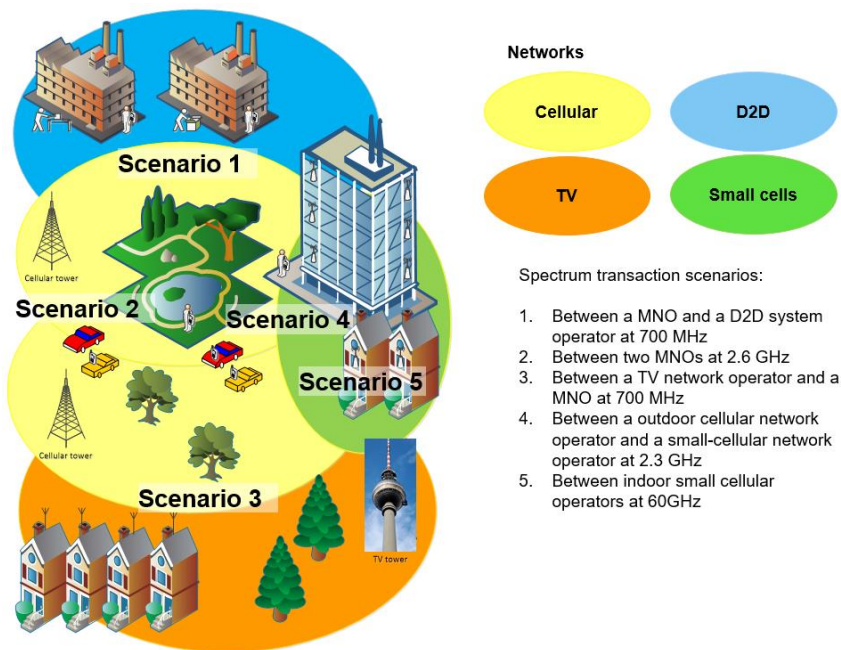 Networks
Cellular
D2D
TV
Small cells
Scenario 1
Cellular tower
Scenario 2
Scenario 4
Scenario 5
Cellular tower
Scenario 3
TV tower
Spectrum transaction scenarios:
1. Between a MNO and a D2D system
operator at 700 MHz
2. Between two MNOs at 2.6 GHz
3. Between a TV network operator and a
MNO at 700 MHz
4. Between a outdoor cellular network
operator and a small-cellular network
operator at 2.3 GHz
5. Between indoor small cellular
operators at 60GHz